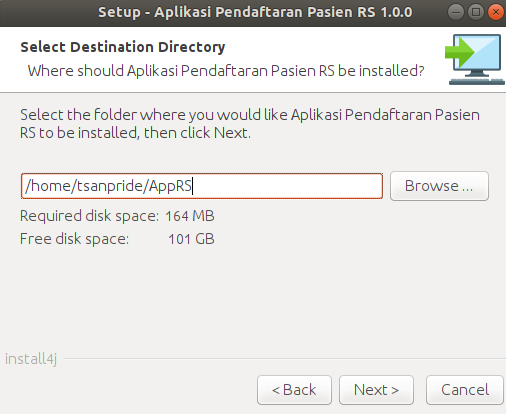 Setup - Aplikasi Pendaftaran Pasien RS 1.0.0
Select Destination Directory
Where should Aplikasi Pendaftaran Pasien RS be installed?
Select the folder where you would like Aplikasi Pendaftaran Pasien
RS to be installed, then click Next.
/home/tsanpride/AppRS
Browse ...
Required disk space: 164 MB
Free disk space: 101 GB
install4j
< Back
Next >
Cancel